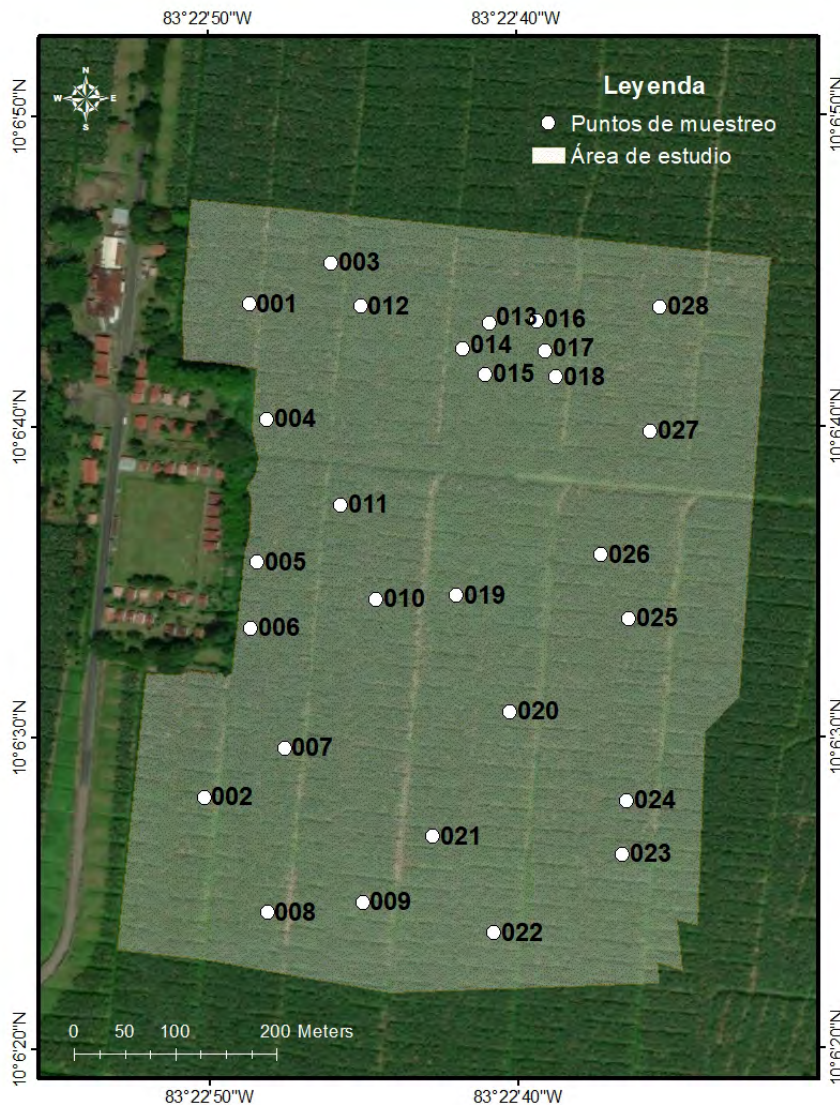 83°22'50"W
83°22'40"W
10°6'50"N
10°6'50"N
N
W
E
S
Leyenda
Puntos de muestreo
Área de estudio
003
001
012
013
016
028
014
017
015
018
10°6'40"N
10°6'40"N
004
027
011
005
026
010
019
006
025
020
10°6'30"N
10°6'30"N
007
002
024
021
023
008
009
022
0 50 100 200 Meters
10°6'20"N
10°6'20"N
83°22'50"W
83°22'40"W